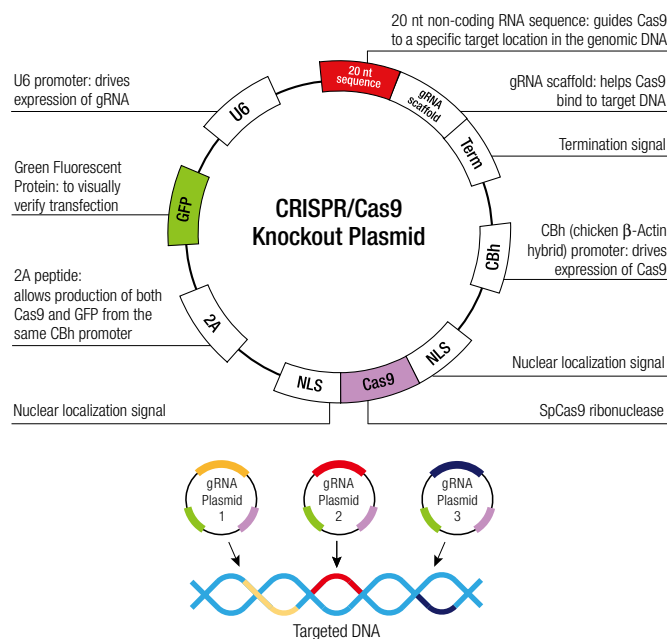 20 nt non-coding RNA sequence: guides Cas9
to a specific target location in the genomic DNA
20 nt
sequence
gRNA
scaffold
gRNA scaffold: helps Cas9
bind to target DNA
U6 promoter: drives
expression of gRNA
U6
Term
Termination signal
Green Fluorescent
Protein: to visually
verify transfection
GFP
CRISPR/Cas9
Knockout Plasmid
CBh
CBh (chicken β-Actin
hybrid) promoter: drives
expression of Cas9
2A peptide:
allows production of both
Cas9 and GFP from the
same CBh promoter
2A
NLS
Cas9
NLS
Nuclear localization signal
Nuclear localization signal
SpCas9 ribonuclease
gRNA
Plasmid
1
gRNA
Plasmid
2
gRNA
Plasmid
3
Targeted DNA